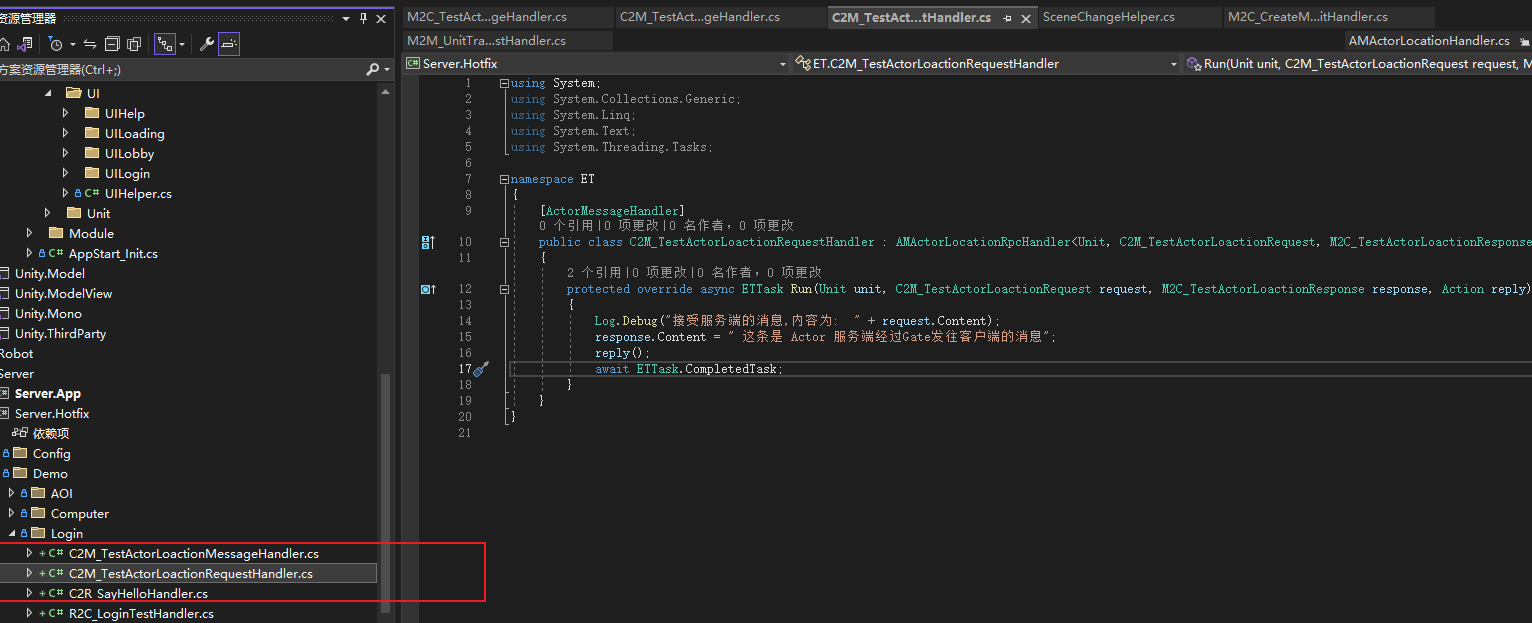 资源管理器
方案资源管理器(Ctrl+;)
UI
UIHelp
UILoading
UILobby
UILogin
C# UIHelper.cs
Unit
Module
C# AppStart_Init.cs
Unity.Model
Unity.ModelView
Unity.Mono
Unity.ThirdParty
Robot
Server
Server.App
Server.Hotfix
依赖项
Config
Demo
AOI
Computer
Login
+ C# C2M_TestActorLoactionMessageHandler.cs
+ C# C2M_TestActorLoactionRequestHandler.cs
+ C# C2R_SayHelloHandler.cs
+ C# R2C_LoginTestHandler.cs
M2C_TestAct...geHandler.cs
C2M_TestAct...geHandler.cs
C2M_TestAct...tHandler.cs
SceneChangeHelper.cs
M2C_CreateM...itHandler.cs
M2M_UnitTra...stHandler.cs
AMActorLocationHandler.cs
C# Server.Hotfix
ET.C2M_TestActorLoactionRequestHandler
Run(Unit unit, C2M_TestActorLoactionRequest request, M
1 using System;
2 using System.Collections.Generic;
3 using System.Linq;
4 using System.Text;
5 using System.Threading.Tasks;
6
7 namespace ET
8 {
9 [ActorMessageHandler]
0 个引用|0 项更改|0 名作者，0 项更改
10 public class C2M_TestActorLoactionRequestHandler : AMActorLocationRpcHandler<Unit, C2M_TestActorLoactionRequest, M2C_TestActorLoactionResponse
11 {
2 个引用|0 项更改|0 名作者，0 项更改
12 protected override async ETTask Run(Unit unit, C2M_TestActorLoactionRequest request, M2C_TestActorLoactionResponse response, Action reply)
13 {
14 Log.Debug("接受服务端的消息,内容为: " + request.Content);
15 response.Content = " 这条是 Actor 服务端经过Gate发往客户端的消息";
16 reply();
17 await ETTask.CompletedTask;
18 }
19 }
20 }
21